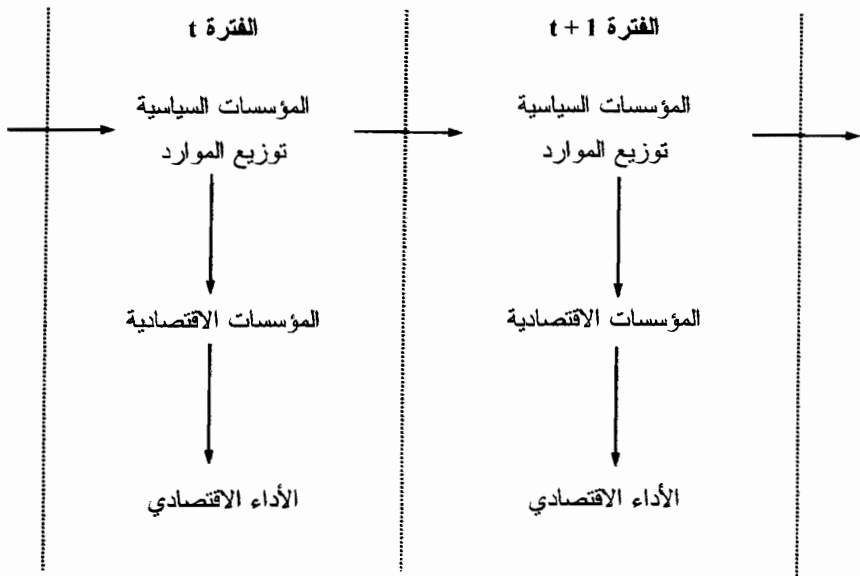 الفترة t
الفترة t + 1
المؤسسات السياسية
المؤسسات السياسية
توزيع الموارد
توزيع الموارد
المؤسسات الاقتصادية
المؤسسات الاقتصادية
الأداء الاقتصادي
الأداء الاقتصادي